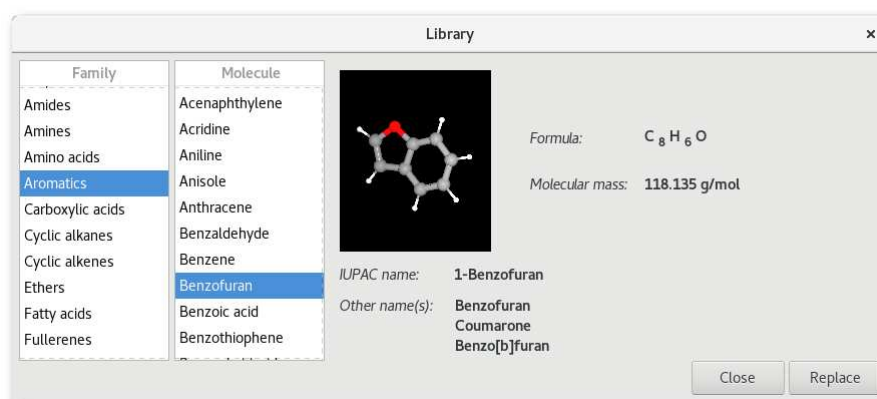 Library
×
Family
Amides
Amines
Amino acids
Aromatics
Carboxylic acids
Cyclic alkanes
Cyclic alkenes
Ethers
Fatty acids
Fullerenes
Molecule
Acenaphthylene
Acridine
Aniline
Anisole
Anthracene
Benzaldehyde
Benzene
Benzofuran
Benzoic acid
Benzothiophene
Formula: C 8 H 6 O
Molecular mass: 118.135 g/mol
IUPAC name: 1-Benzofuran
Other name(s): Benzofuran
Coumarone
Benzo[b]furan
Close Replace